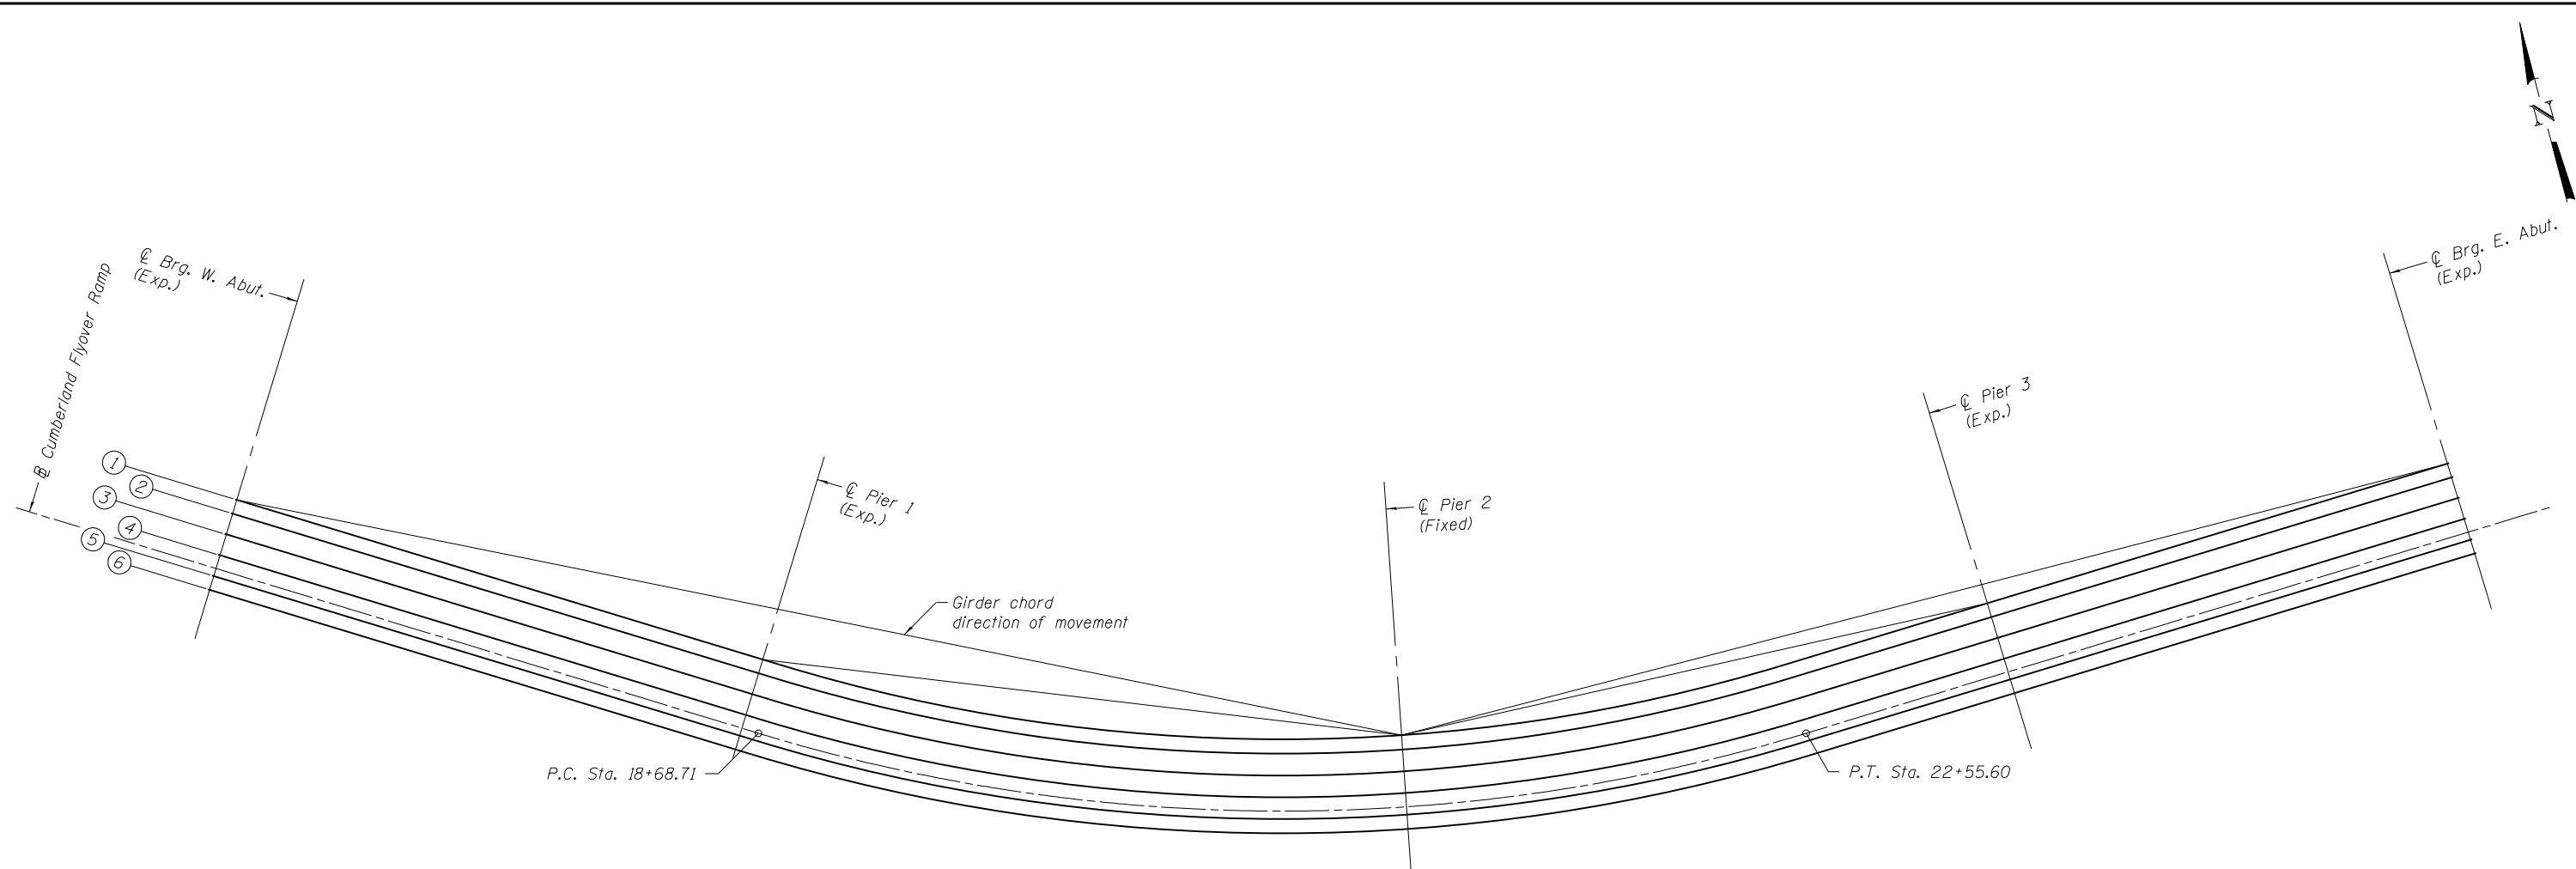 N
℄ Brg. W. Abut.
(Exp.)
℄ Brg. E. Abut.
(Exp.)
Cumberland Flyover Ramp
℄ Pier 3
(Exp.)
℄ Pier 1
(Exp.)
℄ Pier 2
(Fixed)
1
2
3
4
5
6
Girder chord
direction of movement
P.C. Sta. 18+68.71
P.T. Sta. 22+55.60